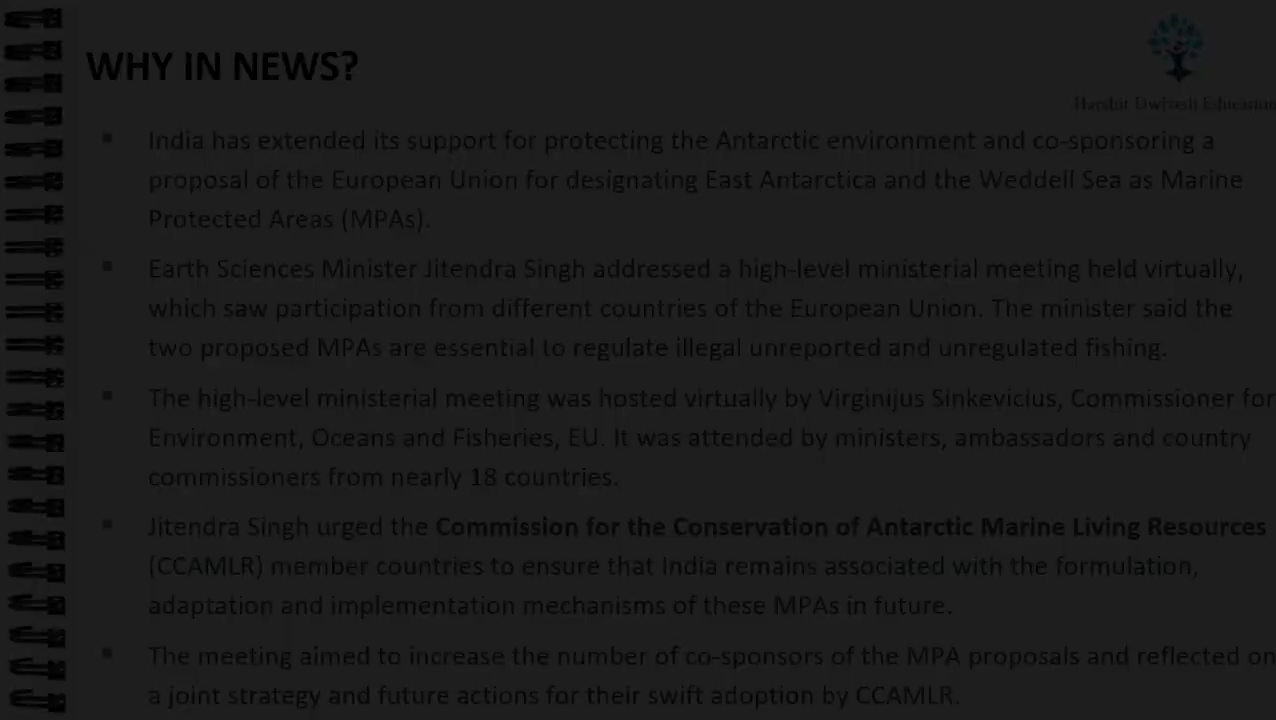 WHY IN NEWS?
Harshit Dwivedi Education
India has extended its support for protecting the Antarctic environment and co-sponsoring a
proposal of the European Union for designating East Antarctica and the Weddell Sea as Marine
Protected Areas (MPAs).
Earth Sciences Minister Jitendra Singh addressed a high-level ministerial meeting held virtually,
which saw participation from different countries of the European Union. The minister said the
two proposed MPAs are essential to regulate illegal unreported and unregulated fishing.
The high-level ministerial meeting was hosted virtually by Virginijus Sinkevicius, Commissioner for
Environment, Oceans and Fisheries, EU. It was attended by ministers, ambassadors and country
commissioners from nearly 18 countries.
Jitendra Singh urged the Commission for the Conservation of Antarctic Marine Living Resources
(CCAMLR) member countries to ensure that India remains associated with the formulation,
adaptation and implementation mechanisms of these MPAs in future.
The meeting aimed to increase the number of co-sponsors of the MPA proposals and reflected on
a joint strategy and future actions for their swift adoption by CCAMLR.